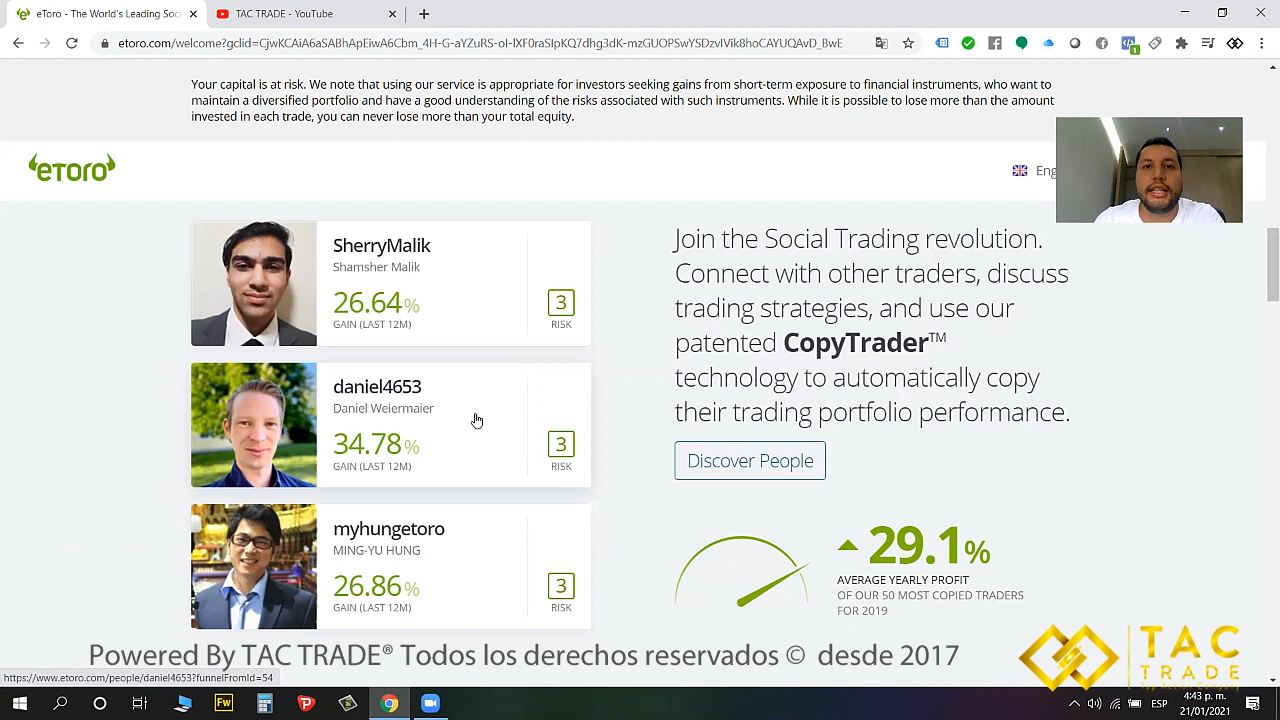 eToro - The World's Leading Soc
TAC TRADE - YouTube
etoro.com/welcome?gclid=CjwKCAiA6aSABhApEiwA6Cbm_4H-G-aYZuRS-ol-lXF0raSIpKQ7dhg3dK-mzGUOPSwYSDzvIVik8hoCAYUQAvD_BwE
1
Your capital is at risk. We note that using our service is appropriate for investors seeking gains from short-term exposure to financial instruments, who want to
maintain a diversified portfolio and have a good understanding of the risks associated with such instruments. While it is possible to lose more than the amount
invested in each trade, you can never lose more than your total equity.
eToro
Eng
SherryMalik
Shamsher Malik
26.64%
GAIN (LAST 12M)
3
RISK
daniel4653
Daniel Weiermaier
34.78%
GAIN (LAST 12M)
3
RISK
myhungetoro
MING-YU HUNG
26.86%
GAIN (LAST 12M)
3
RISK
Join the Social Trading revolution.
Connect with other traders, discuss
trading strategies, and use our
patented CopyTrader™
technology to automatically copy
their trading portfolio performance.
Discover People
29.1%
AVERAGE YEARLY PROFIT
OF OUR 50 MOST COPIED TRADERS
FOR 2019
Powered By TAC TRADE® Todos los derechos reservados © desde 2017
TAC
TRADE
Top Action Company
https://www.etoro.com/people/daniel4653?funnelFromId=54
Fw
ESP
4:43 p. m.
21/01/2021